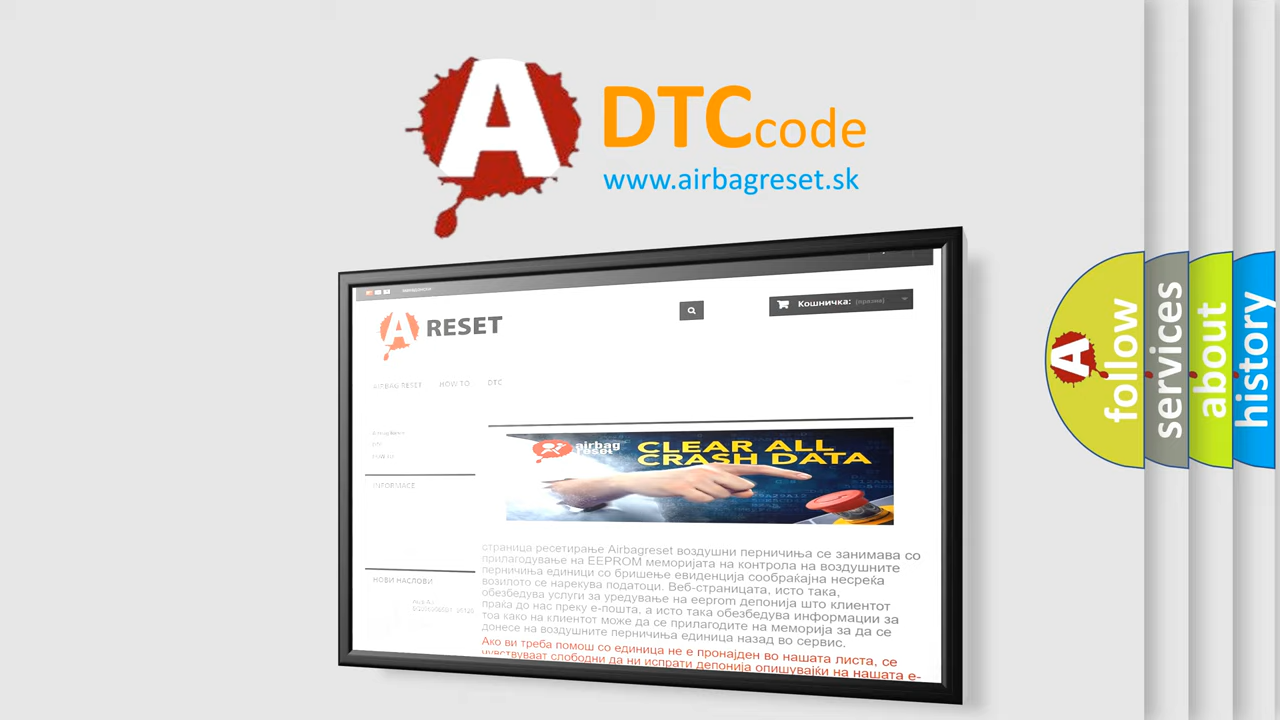 A
DTC code
www.airbagreset.sk
Кошничка: (празни)
A RESET
AIRBAG RESET HOW TO DTC
airbag
reset
CLEAR ALL
CRASH DATA
INFORMACE
НОВИ НАСЛОВИ
страница ресетирање Airbagreset воздушни перничиња се занимава со
прилагодување на EEPROM меморијата на контрола на воздушните
перничиња единици со бришење евиденција сообраќајна несреќа
возилото се нарекува податоци. Веб-страницата, исто така,
обезбедува услуги за уредување на eeprom депонија што клиентот
праќа до нас преку е-пошта, а исто така обезбедува информации за
тоа како на клиентот може да се прилагодите на меморија за да се
донесе на воздушните перничиња единица назад во сервис.
Ако ви треба помош со единица не е пронајден во нашата листа, се
чувствуваат слободни да ни испрати депонија опишувајќи на нашата е-
A
follow
services
about
history